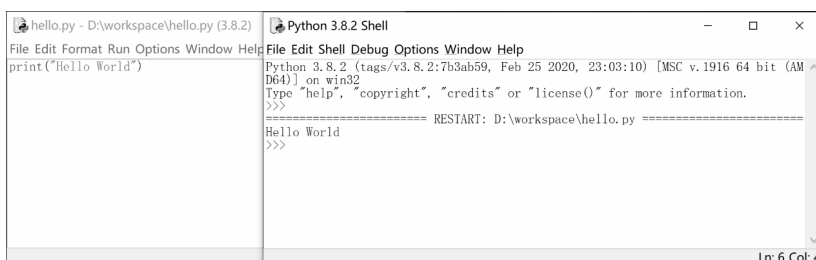 hello.py - D:\workspace\hello.py (3.8.2)
File Edit Format Run Options Window Help
print("Hello World")
Python 3.8.2 Shell
File Edit Shell Debug Options Window Help
Python 3.8.2 (tags/v3.8.2:7b3ab59, Feb 25 2020, 23:03:10) [MSC v.1916 64 bit (AM
D64)] on win32
Type "help", "copyright", "credits" or "license()" for more information.
>>>
======================== RESTART: D:\workspace\hello.py ========================
Hello World
>>>
Ln: 6 Col: 4